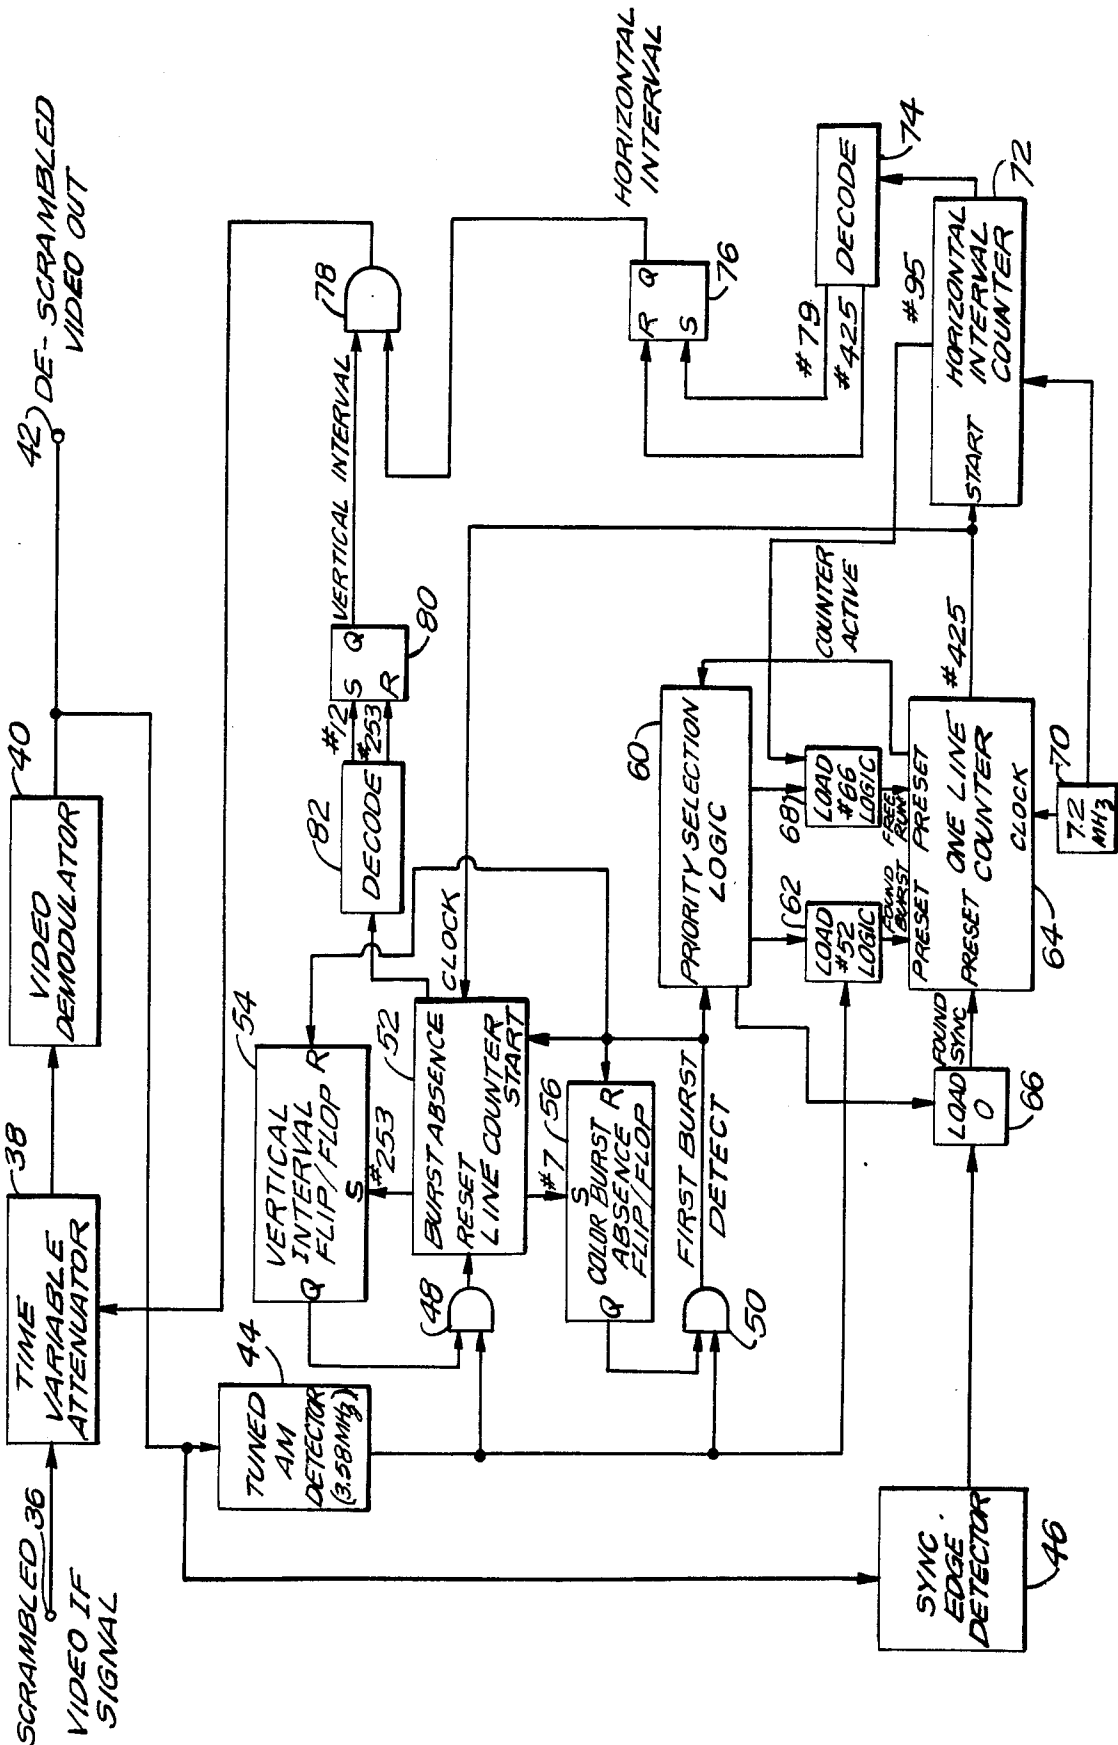 SCRAMBLED 36
VIDEO IF
SIGNAL
TIME
VARIABLE
ATTENUATOR
38
VIDEO
DEMODULATOR
40
42
DE-SCRAMBLED
VIDEO OUT
TUNED
AM
DETECTOR
(3.58MHz)
44
VERTICAL
INTERVAL
FLIP/FLOP
Q
R
S
54
#253
BURST ABSENCE
RESET
LINE COUNTER
START
52
CLOCK
48
#7
S
COLOR BURST
ABSENCE
FLIP/FLOP
Q
R
56
50
FIRST BURST
DETECT
DECODE
82
#12
#253
S
Q
R
80
VERTICAL INTERVAL
78
HORIZONTAL
INTERVAL
R
Q
S
76
#79
#425
DECODE
74
PRIORITY SELECTION
LOGIC
60
62
LOAD
#52
LOGIC
FOUND
BURST
68
LOAD
#66
LOGIC
FREE
RUN
COUNTER
ACTIVE
PRESET
PRESET
PRESET
ONE LINE
COUNTER
CLOCK
64
#425
7.2
MHz
70
START
HORIZONTAL
INTERVAL
COUNTER
72
#95
SYNC
EDGE
DETECTOR
46
LOAD
0
66
FOUND
SYNC